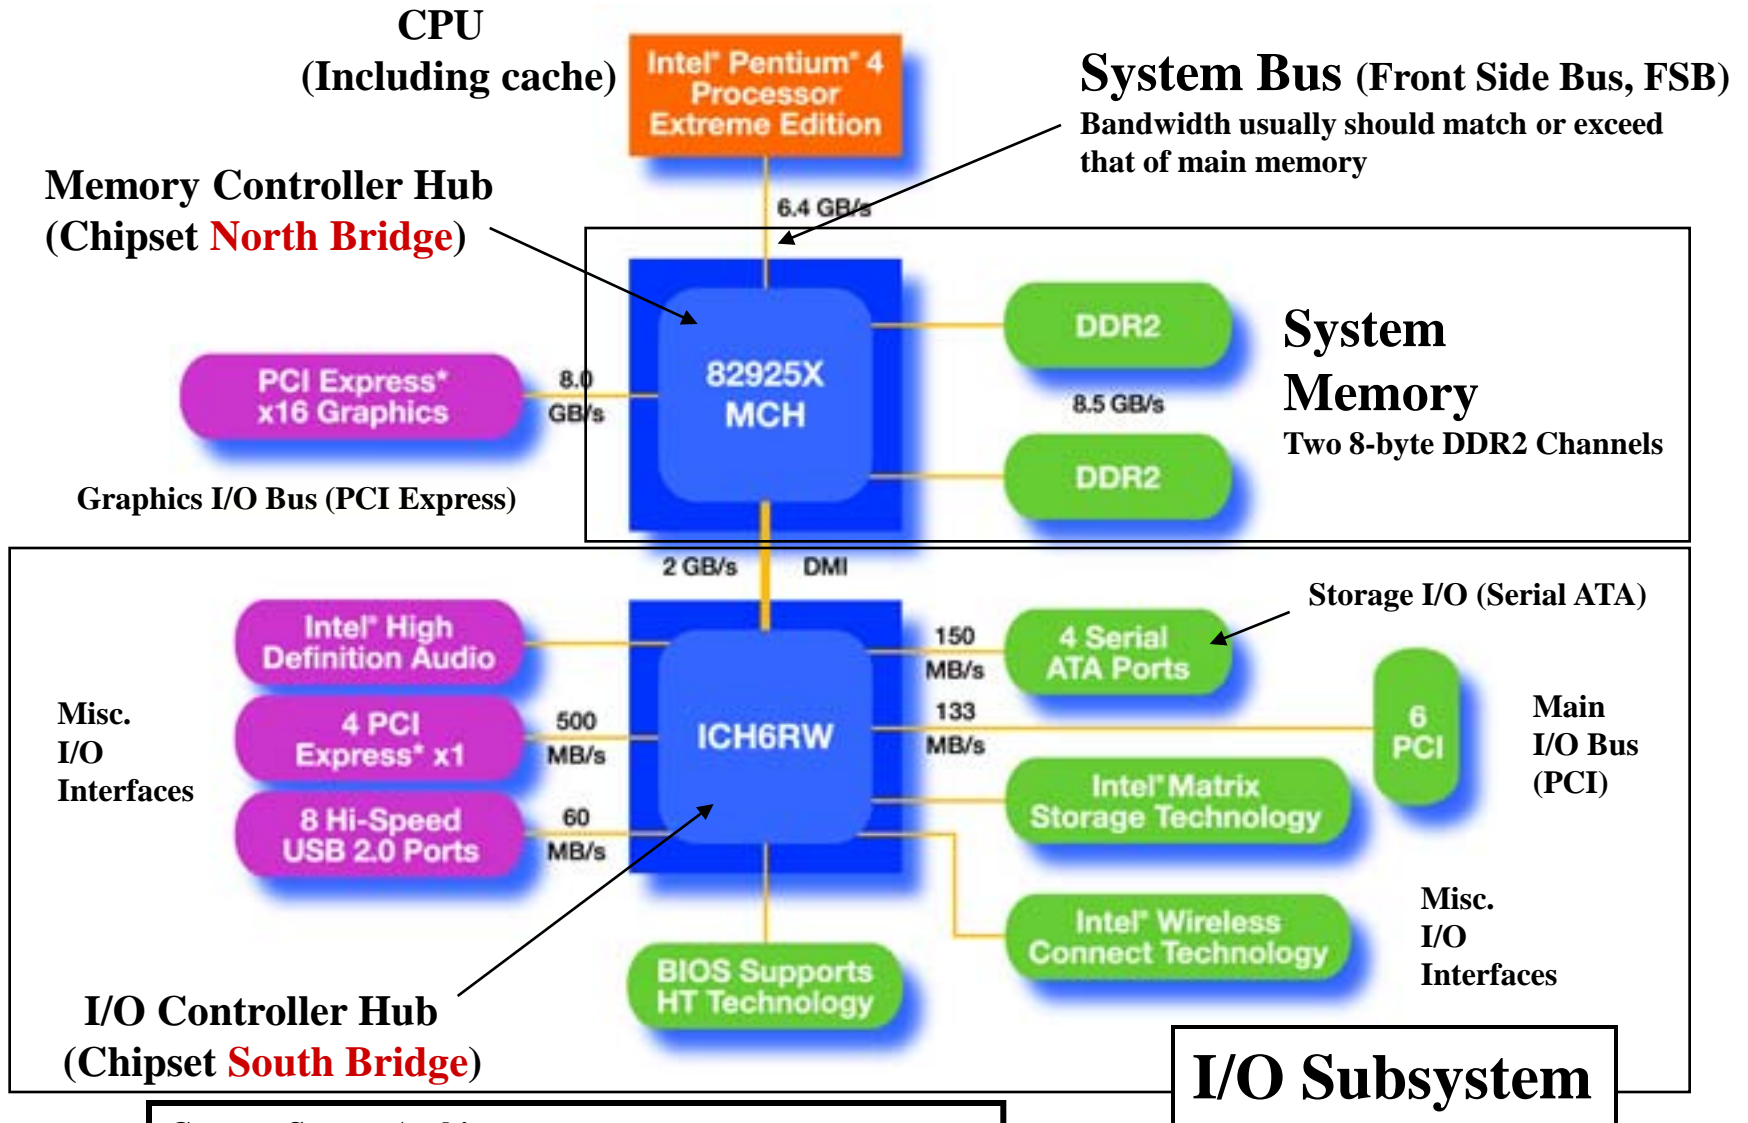 CPU
(Including cache)
Intel® Pentium® 4
Processor
Extreme Edition
System Bus (Front Side Bus, FSB)
Bandwidth usually should match or exceed
that of main memory
Memory Controller Hub
(Chipset North Bridge)
6.4 GB/s
82925X
MCH
DDR2
8.5 GB/s
DDR2
System
Memory
Two 8-byte DDR2 Channels
PCI Express*
x16 Graphics
8.0
GB/s
Graphics I/O Bus (PCI Express)
2 GB/s DMI
Storage I/O (Serial ATA)
Intel® High
Definition Audio
150
MB/s
4 Serial
ATA Ports
Misc.
I/O
Interfaces
4 PCI
Express* x1
500
MB/s
ICH6RW
133
MB/s
6
PCI
Main
I/O Bus
(PCI)
8 Hi-Speed
USB 2.0 Ports
60
MB/s
Intel® Matrix
Storage Technology
Intel® Wireless
Connect Technology
Misc.
I/O
Interfaces
BIOS Supports
HT Technology
I/O Controller Hub
(Chipset South Bridge)
I/O Subsystem